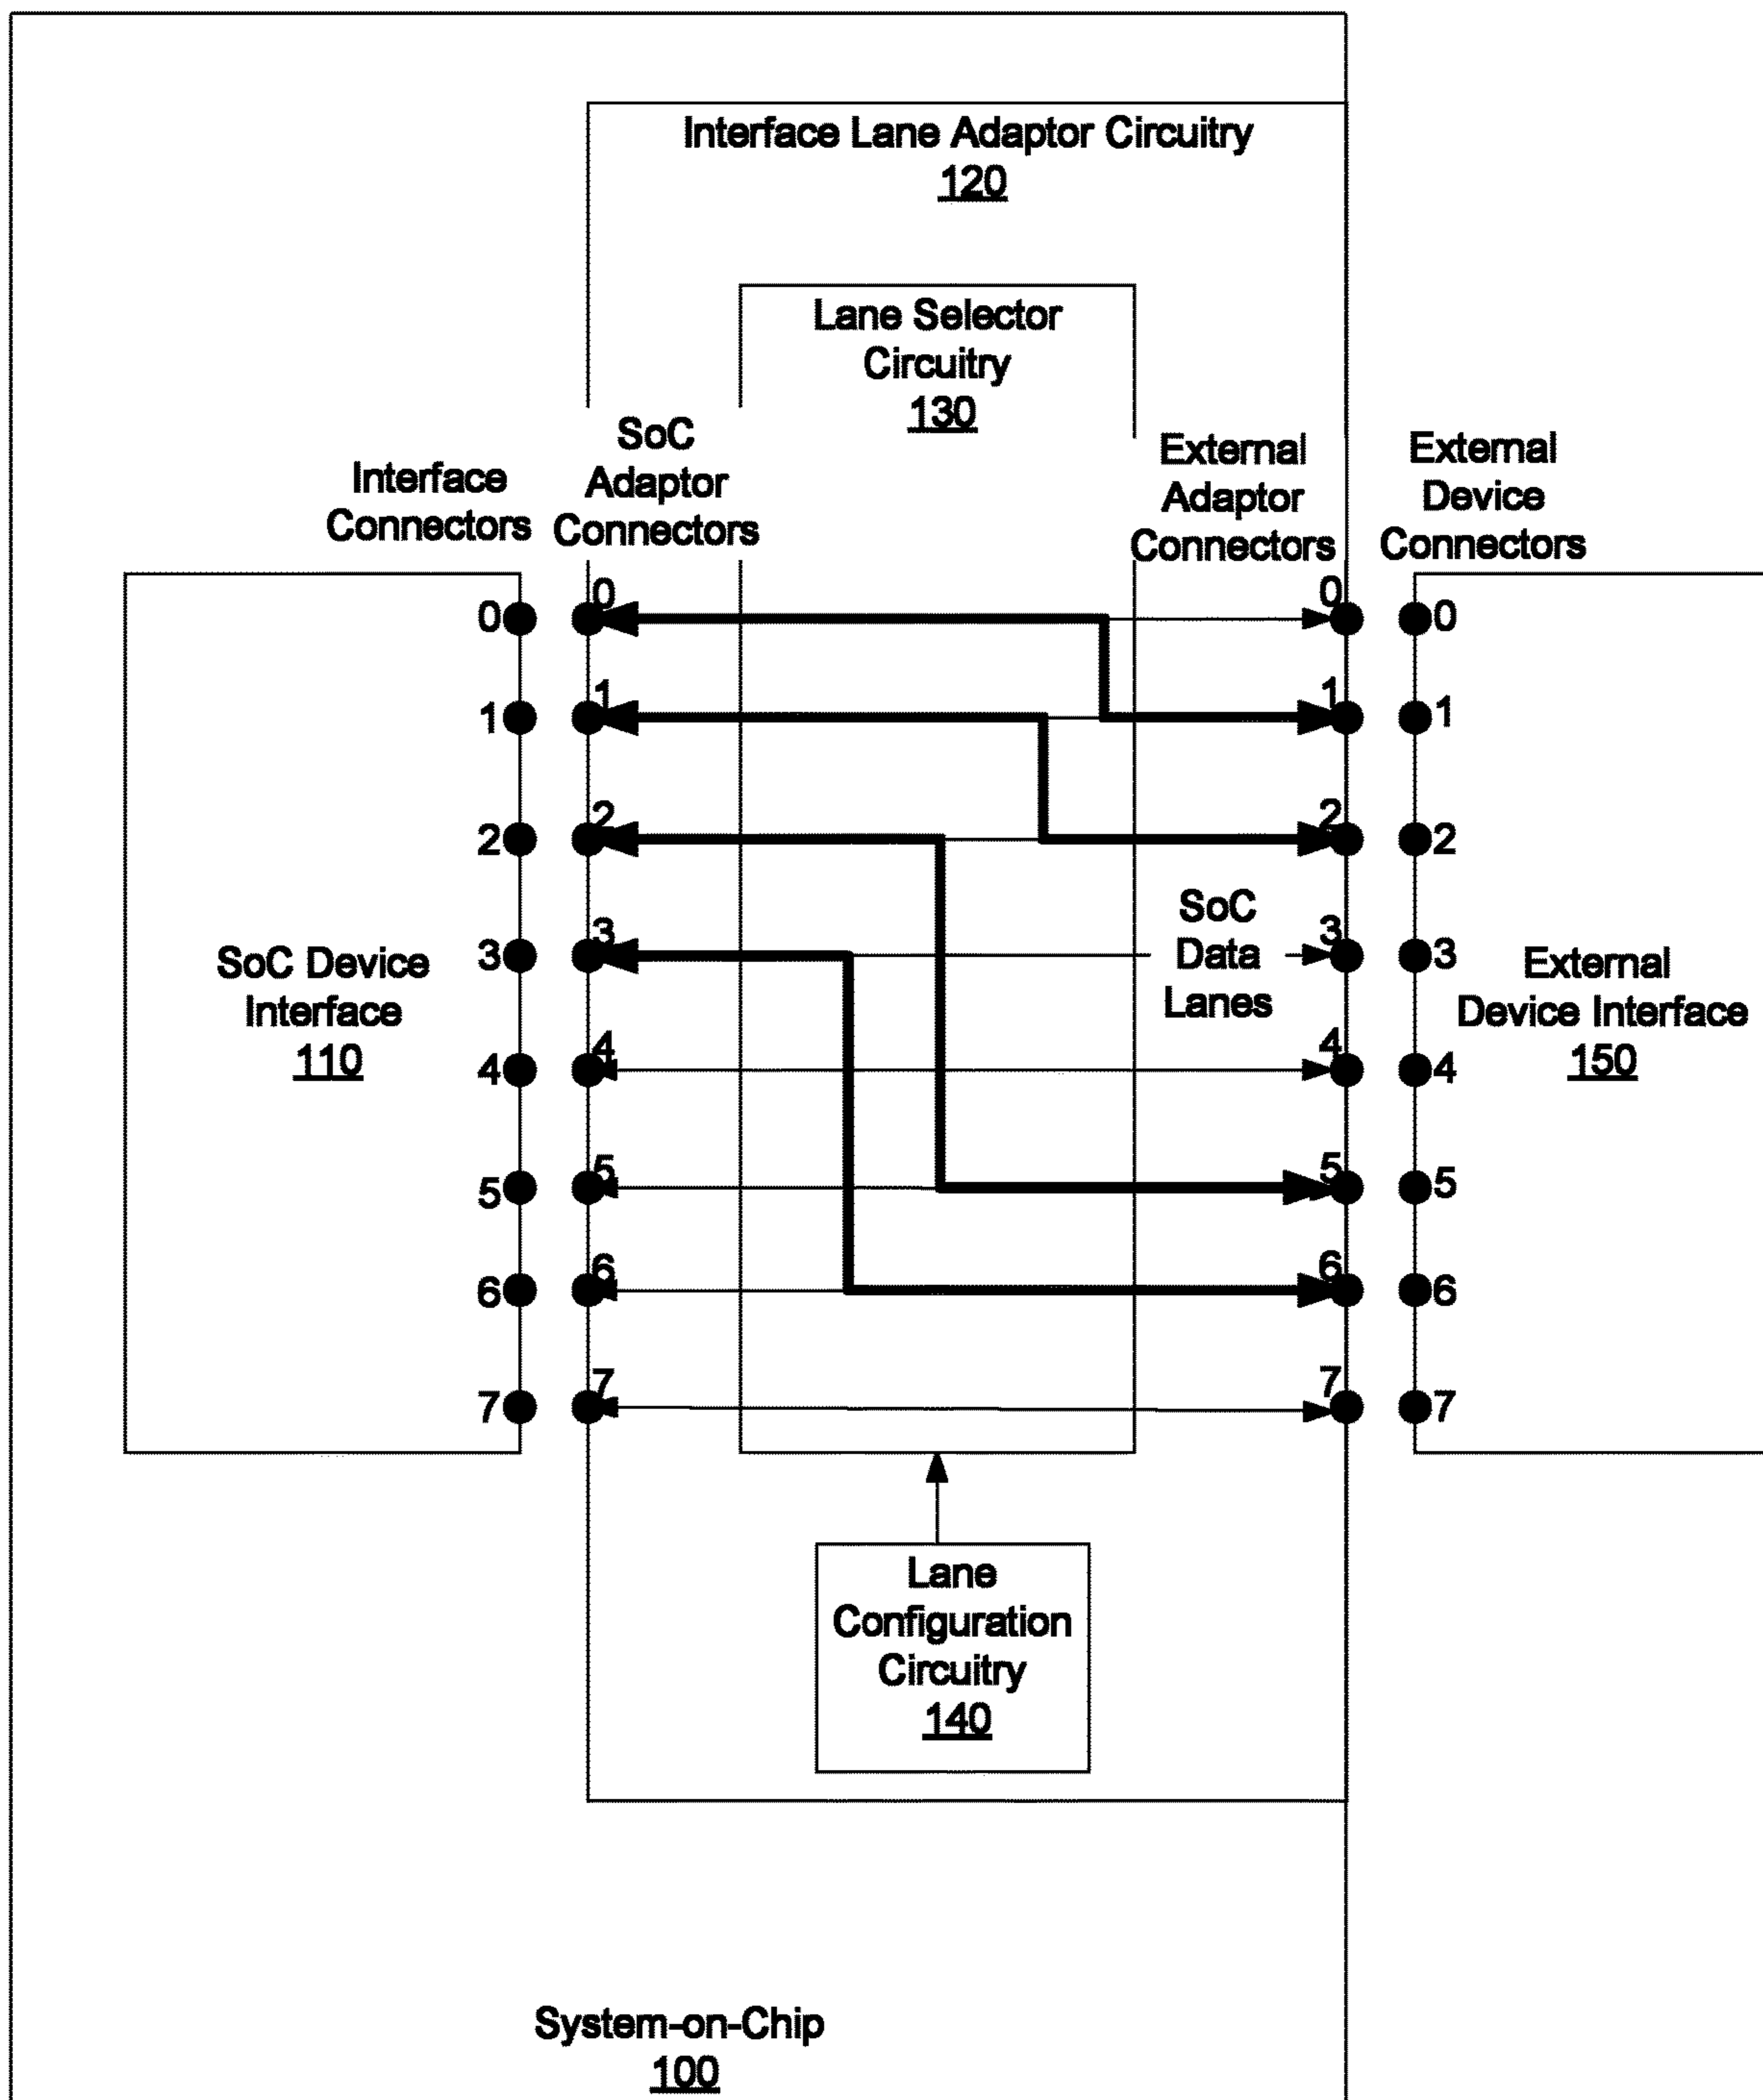 Interface Lane Adaptor Circuitry
120
Lane Selector
Circuitry
130
Interface
Connectors
SoC
Adaptor
Connectors
External
Adaptor
Connectors
External
Device
Connectors
0 0 0 0
1 1 1 1
2 2 2 2
3 3 3 3
4 4 4 4
5 5 5 5
6 6 6 6
7 7 7 7
SoC Device
Interface
110
SoC
Data
Lanes
External
Device Interface
150
Lane
Configuration
Circuitry
140
System-on-Chip
100